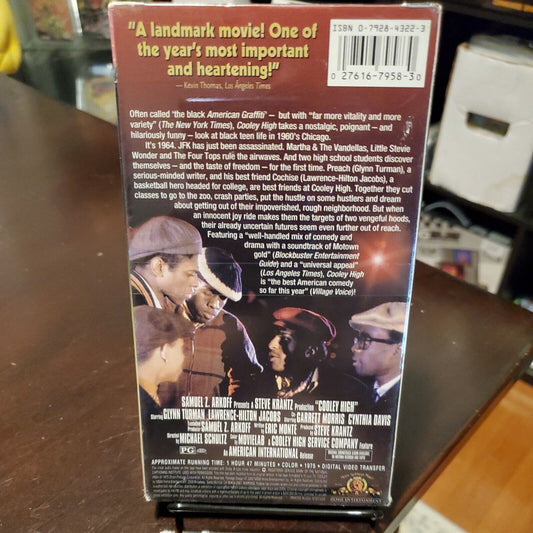 "A landmark movie! One of
the year's most important
and heartening!"
— Kevin Thomas, Los Angeles Times
ISBN 0-7928-4322-3
0 27616-7958-3 0
Often called "the black American Graffiti" — but with "far more vitality and more
variety" (The New York Times), Cooley High takes a nostalgic, poignant — and
hilariously funny — look at black teen life in 1960's Chicago.
It's 1964. JFK has just been assassinated. Martha & The Vandellas, Little Stevie
Wonder and The Four Tops rule the airwaves. And two high school students discover
themselves — and the taste of freedom — for the first time. Preach (Glynn Turman), a
serious-minded writer, and his best friend Cochise (Lawrence-Hilton Jacobs), a
basketball hero headed for college, are best friends at Cooley High. Together they cut
classes to go to the zoo, crash parties, put the hustle on some hustlers and dream
about getting out of their impoverished, rough neighborhood. But when
an innocent joy ride makes them the targets of two vengeful hoods,
their already uncertain futures seem even further out of reach.
Featuring a "well-handled mix of comedy and
drama with a soundtrack of Motown
gold" (Blockbuster Entertainment
Guide) and a "universal appeal"
(Los Angeles Times), Cooley High
is "the best American comedy
so far this year" (Village Voice)!
SAMUEL Z. ARKOFF Presents A STEVE KRANTZ Production "COOLEY HIGH"
Starring GLYNN TURMAN, LAWRENCE-HILTON JACOBS Co-Starring GARRETT MORRIS CYNTHIA DAVIS
Executive Producer SAMUEL Z. ARKOFF Written By ERIC MONTE Produced By STEVE KRANTZ
Directed By MICHAEL SCHULTZ Color MOVIELAB A COOLEY HIGH SERVICE COMPANY Feature
PG An AMERICAN INTERNATIONAL Release
APPROXIMATE RUNNING TIME: 1 HOUR 47 MINUTES • COLOR • 1975 • DIGITAL VIDEO TRANSFER